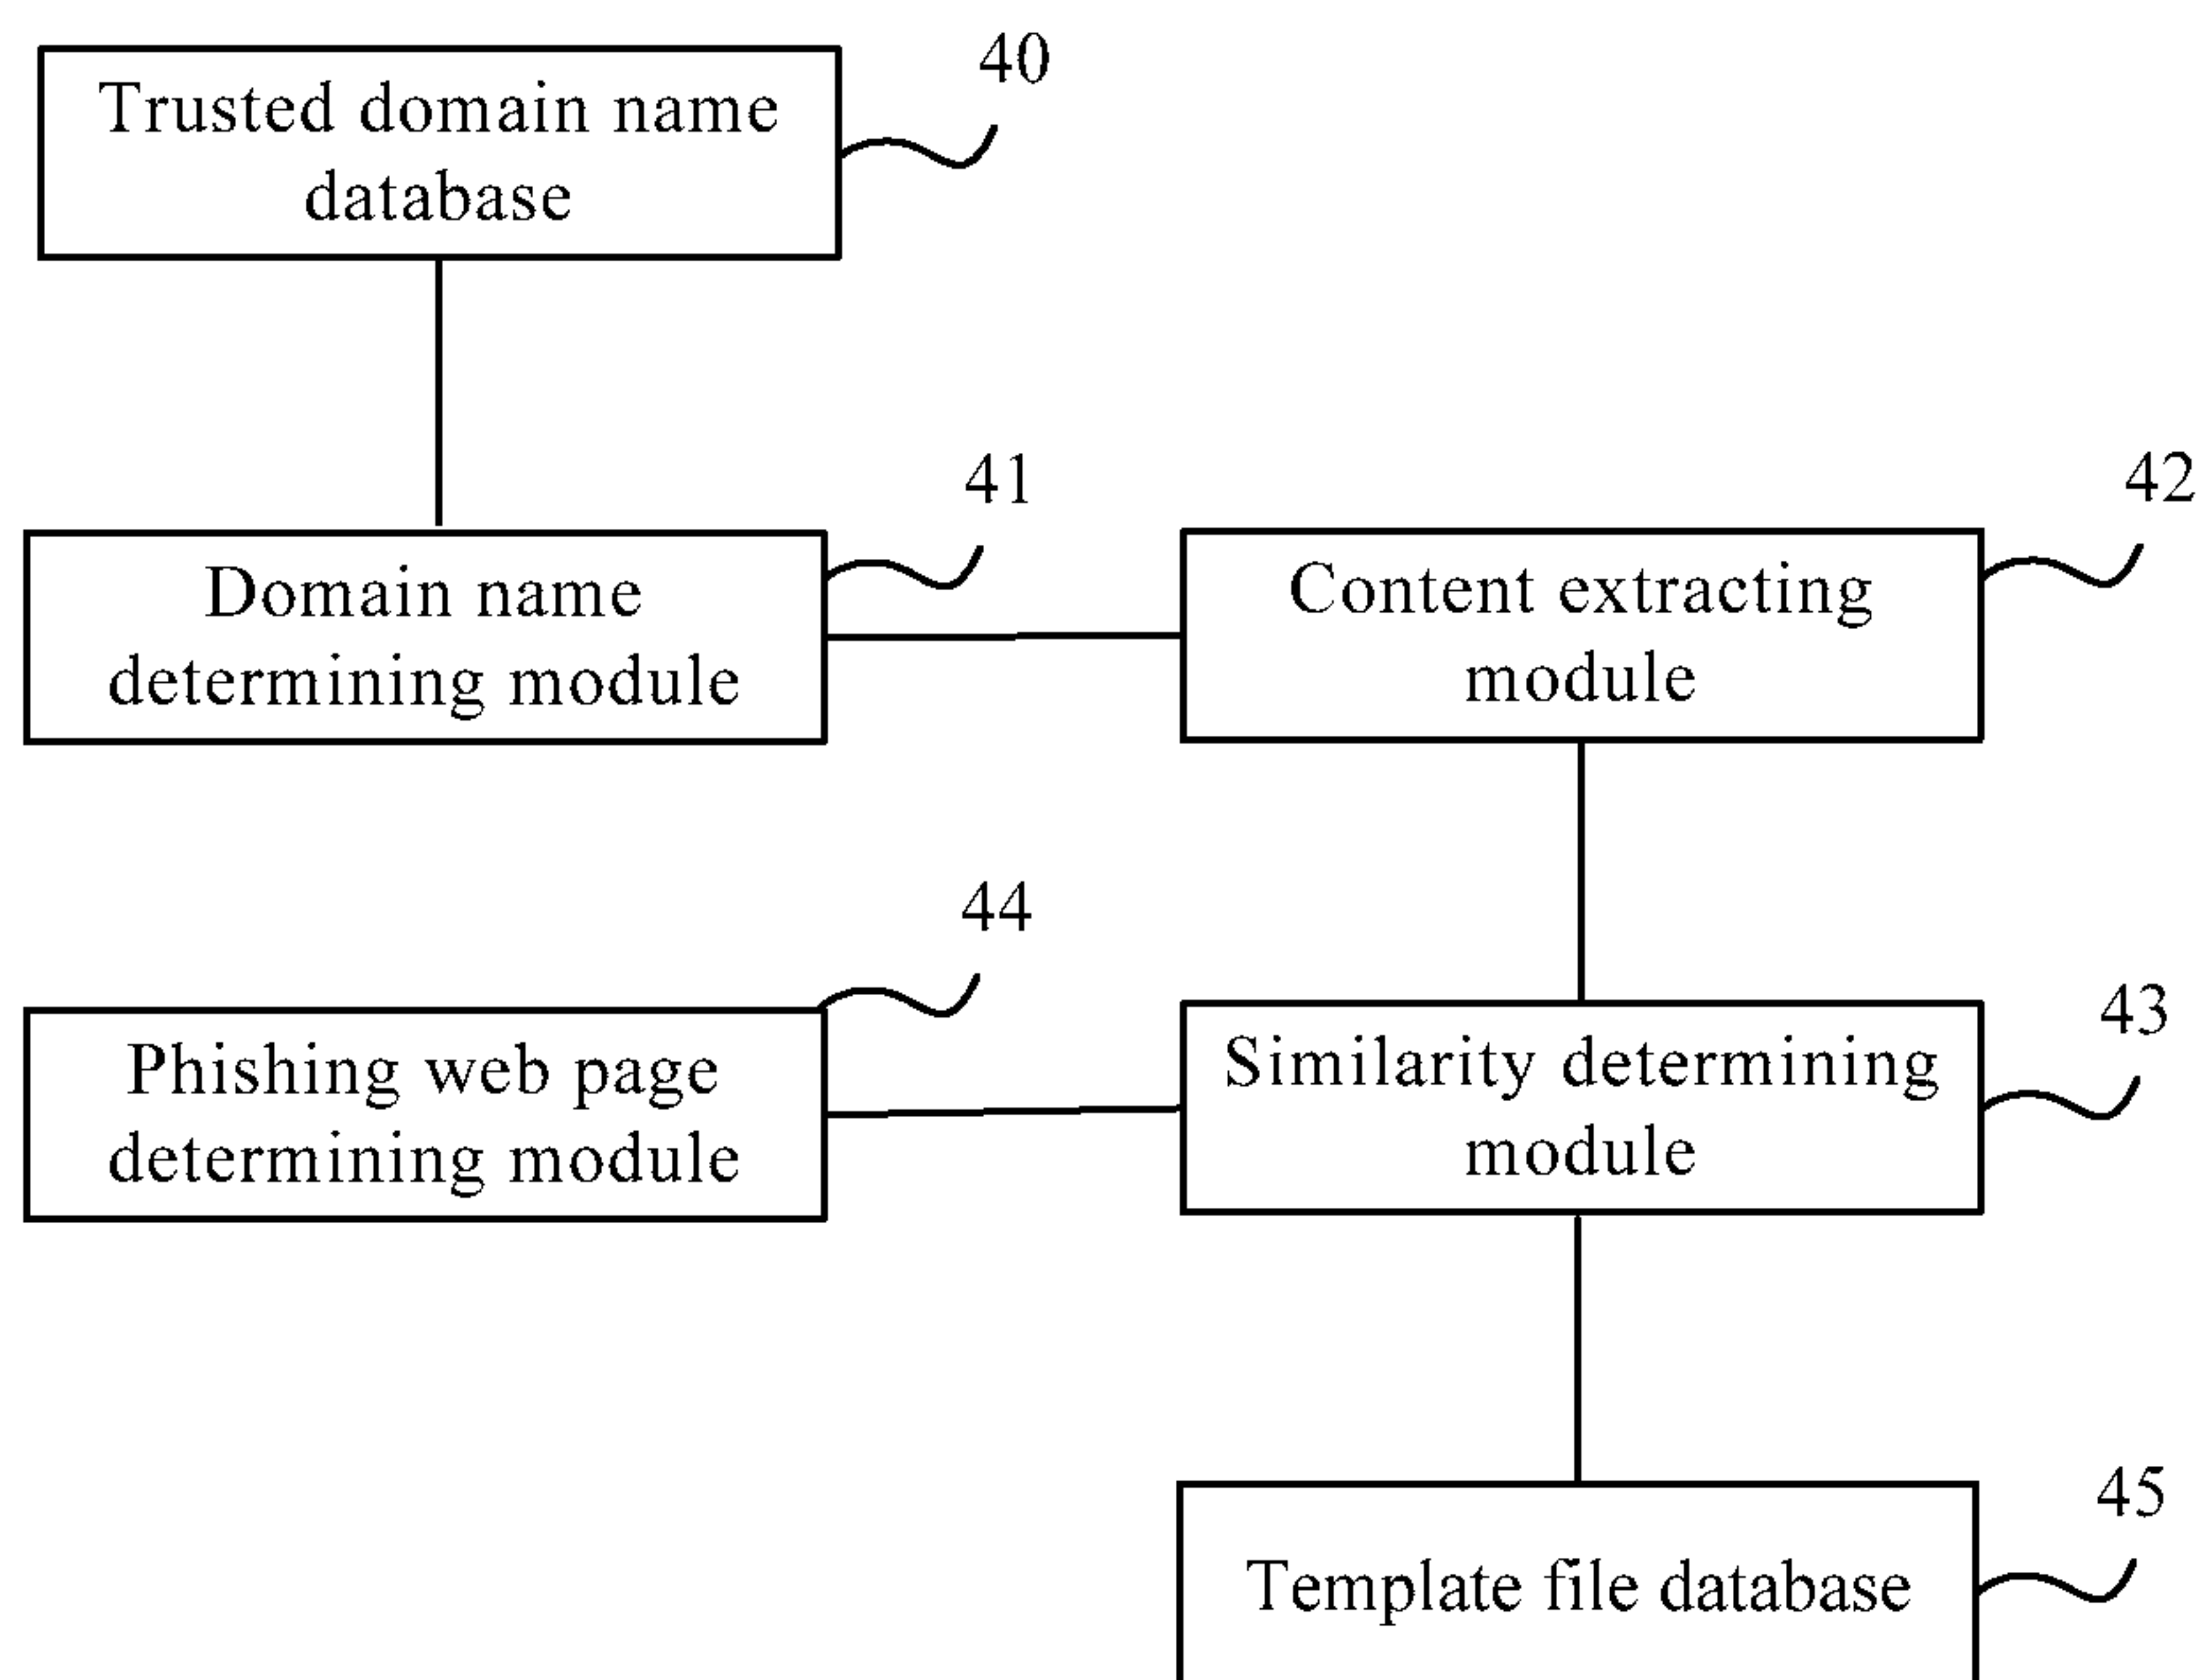 40
Trusted domain name
database
41
Domain name
determining module
42
Content extracting
module
44
Phishing web page
determining module
43
Similarity determining
module
45
Template file database